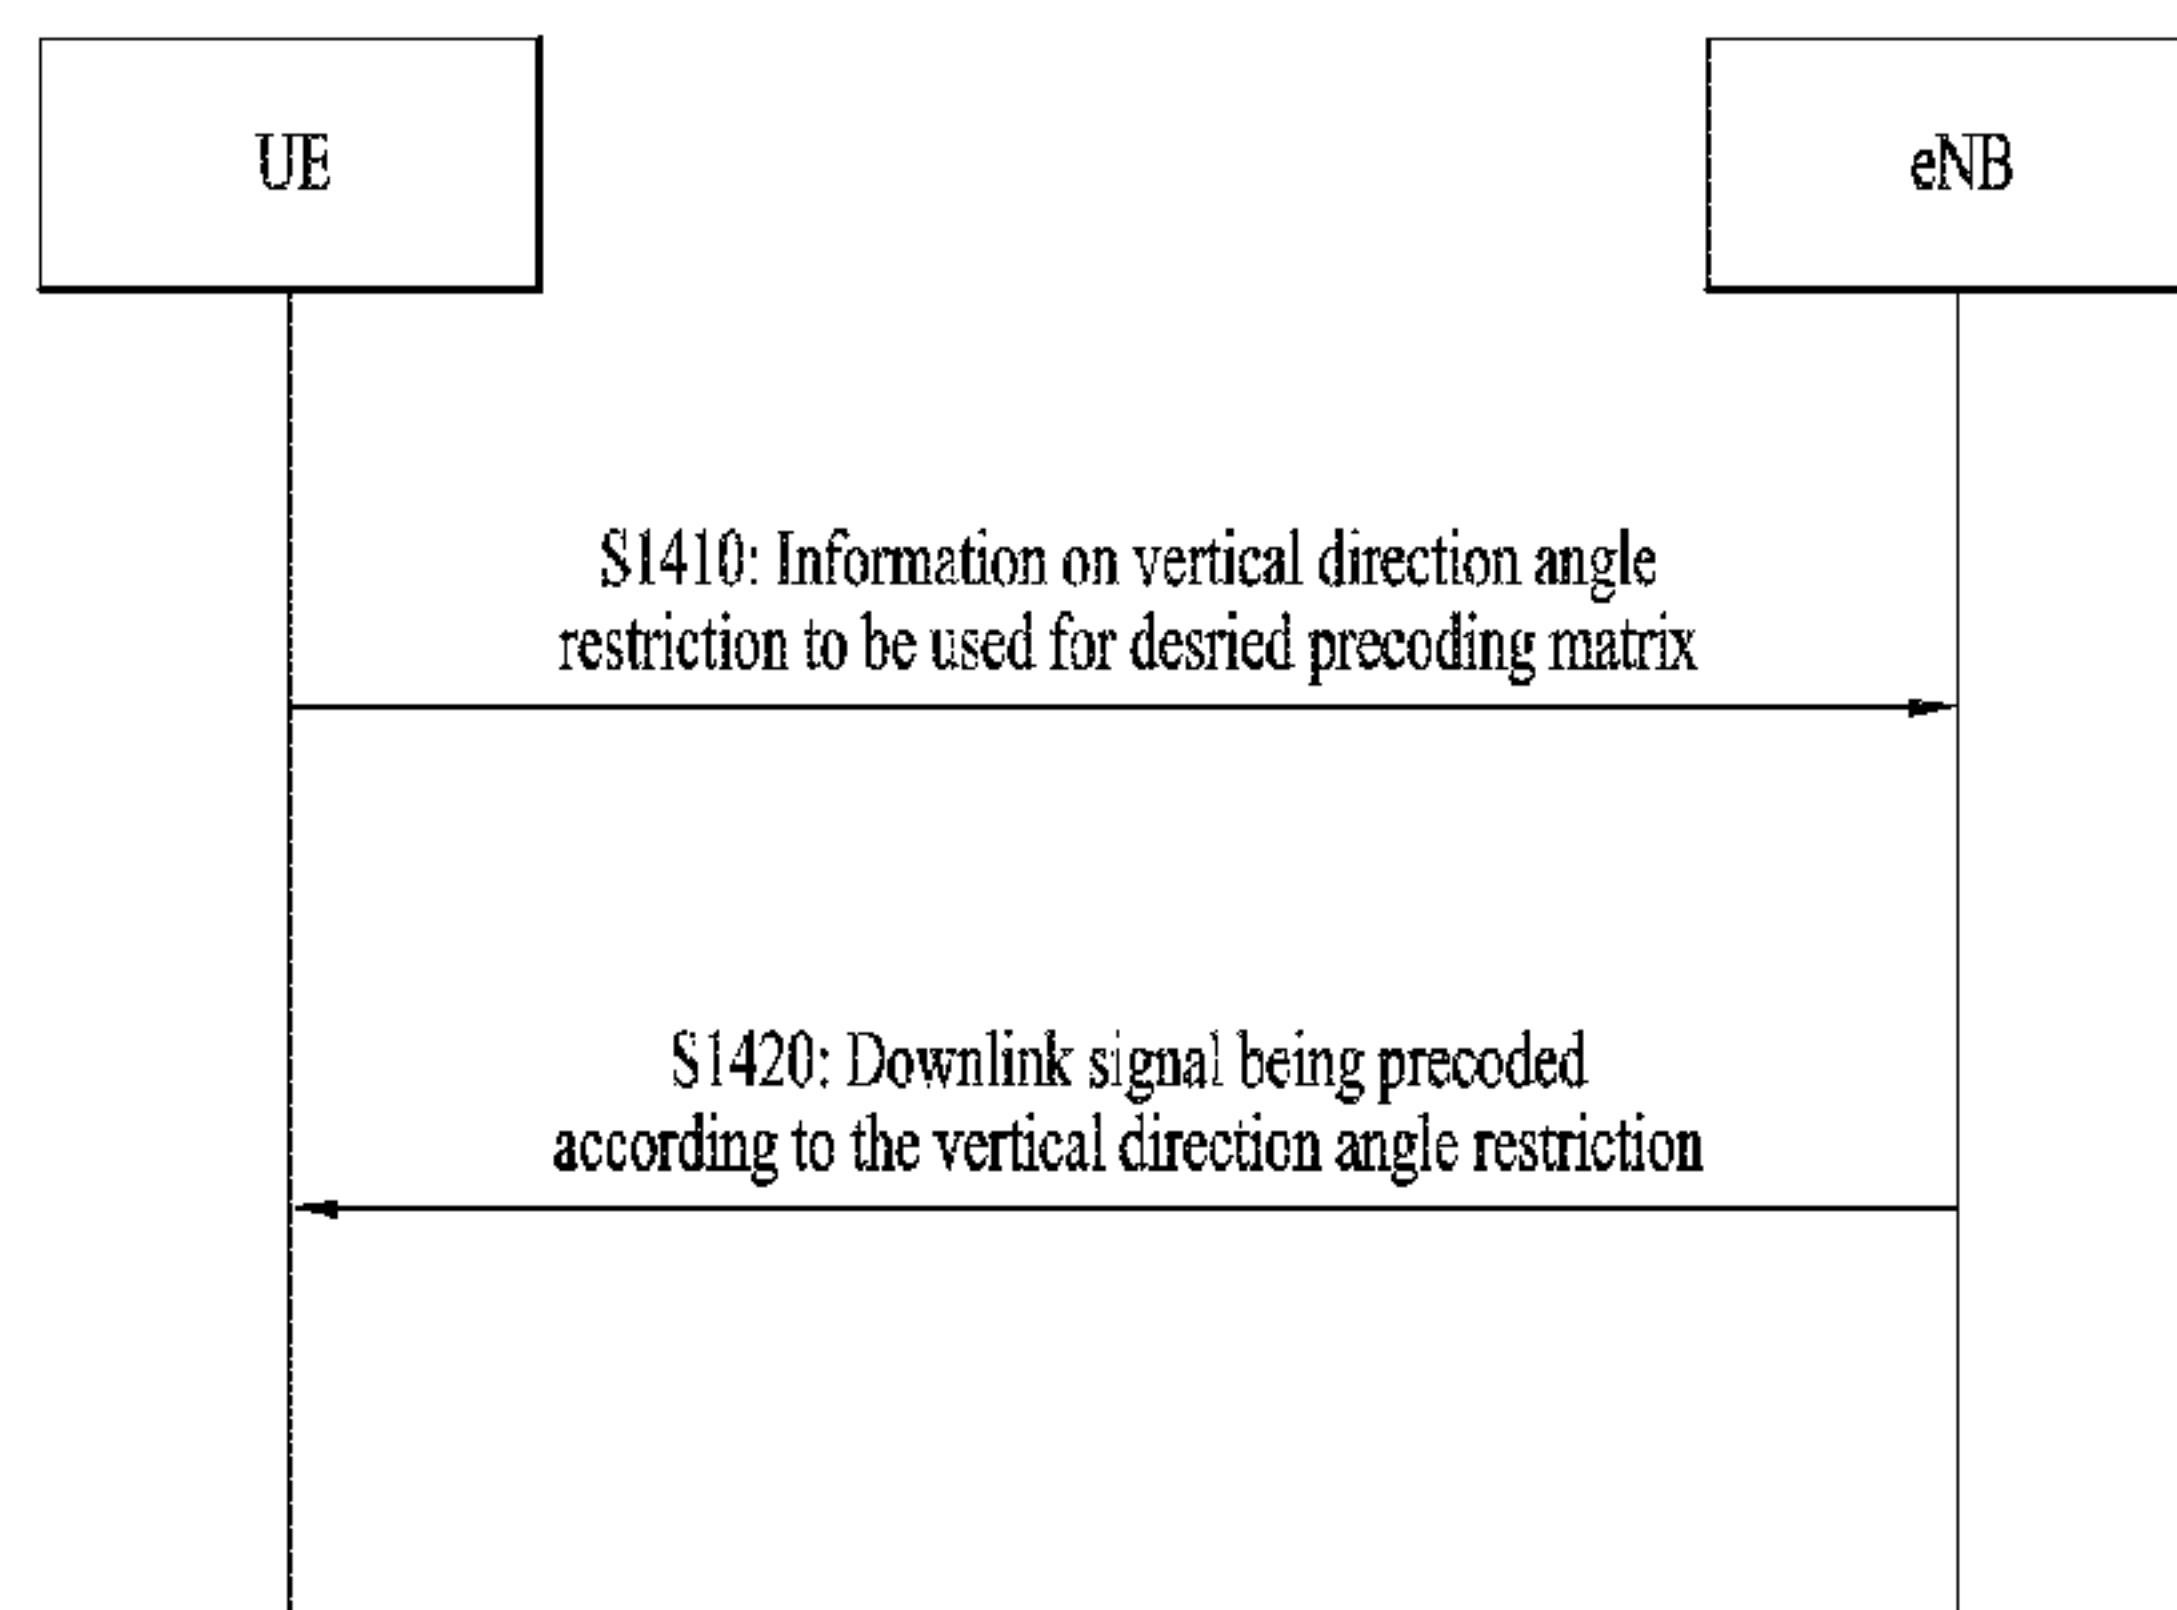 UE
eNB
S1410: Information on vertical direction angle
restriction to be used for desried precoding matrix
S1420: Downlink signal being precoded
according to the vertical direction angle restriction